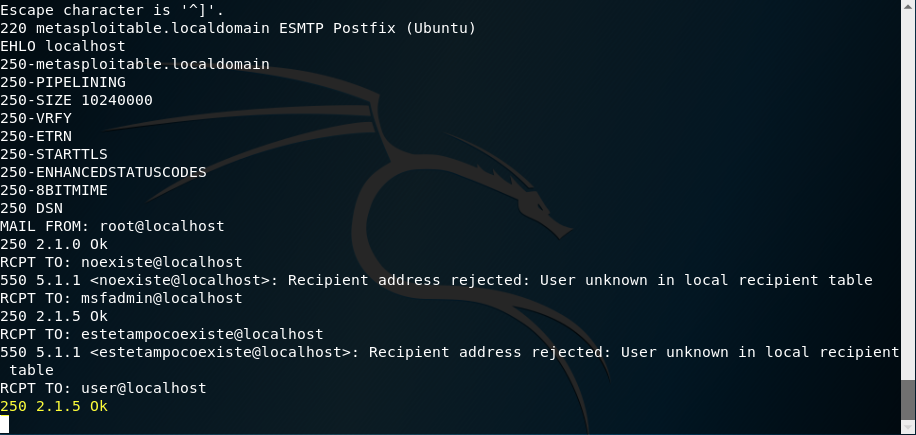 Escape character is '^]'.
220 metasploitable.localdomain ESMTP Postfix (Ubuntu)
EHLO localhost
250-metasploitable.localdomain
250-PIPELINING
250-SIZE 10240000
250-VRFY
250-ETRN
250-STARTTLS
250-ENHANCEDSTATUSCODES
250-8BITMIME
250 DSN
MAIL FROM: root@localhost
250 2.1.0 Ok
RCPT TO: noexiste@localhost
550 5.1.1 <noexiste@localhost>: Recipient address rejected: User unknown in local recipient table
RCPT TO: msfadmin@localhost
250 2.1.5 Ok
RCPT TO: estetampocoexiste@localhost
550 5.1.1 <estetampocoexiste@localhost>: Recipient address rejected: User unknown in local recipient
 table
RCPT TO: user@localhost
250 2.1.5 Ok